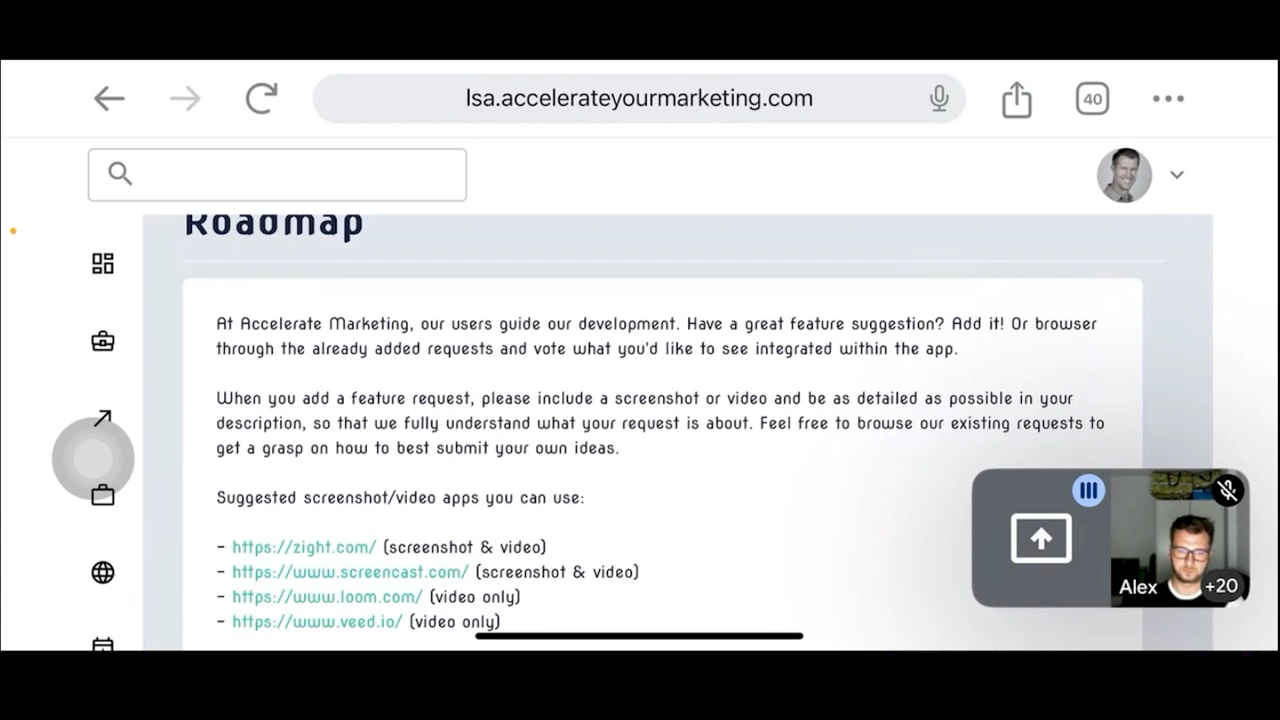 lsa.accelerateyourmarketing.com
40
Roadmap
At Accelerate Marketing, our users guide our development. Have a great feature suggestion? Add it! Or browser
through the already added requests and vote what you'd like to see integrated within the app.
When you add a feature request, please include a screenshot or video and be as detailed as possible in your
description, so that we fully understand what your request is about. Feel free to browse our existing requests to
get a grasp on how to best submit your own ideas.
Suggested screenshot/video apps you can use:
- https://zight.com/ (screenshot & video)
- https://www.screencast.com/ (screenshot & video)
- https://www.loom.com/ (video only)
- https://www.veed.io/ (video only)
Alex
+20